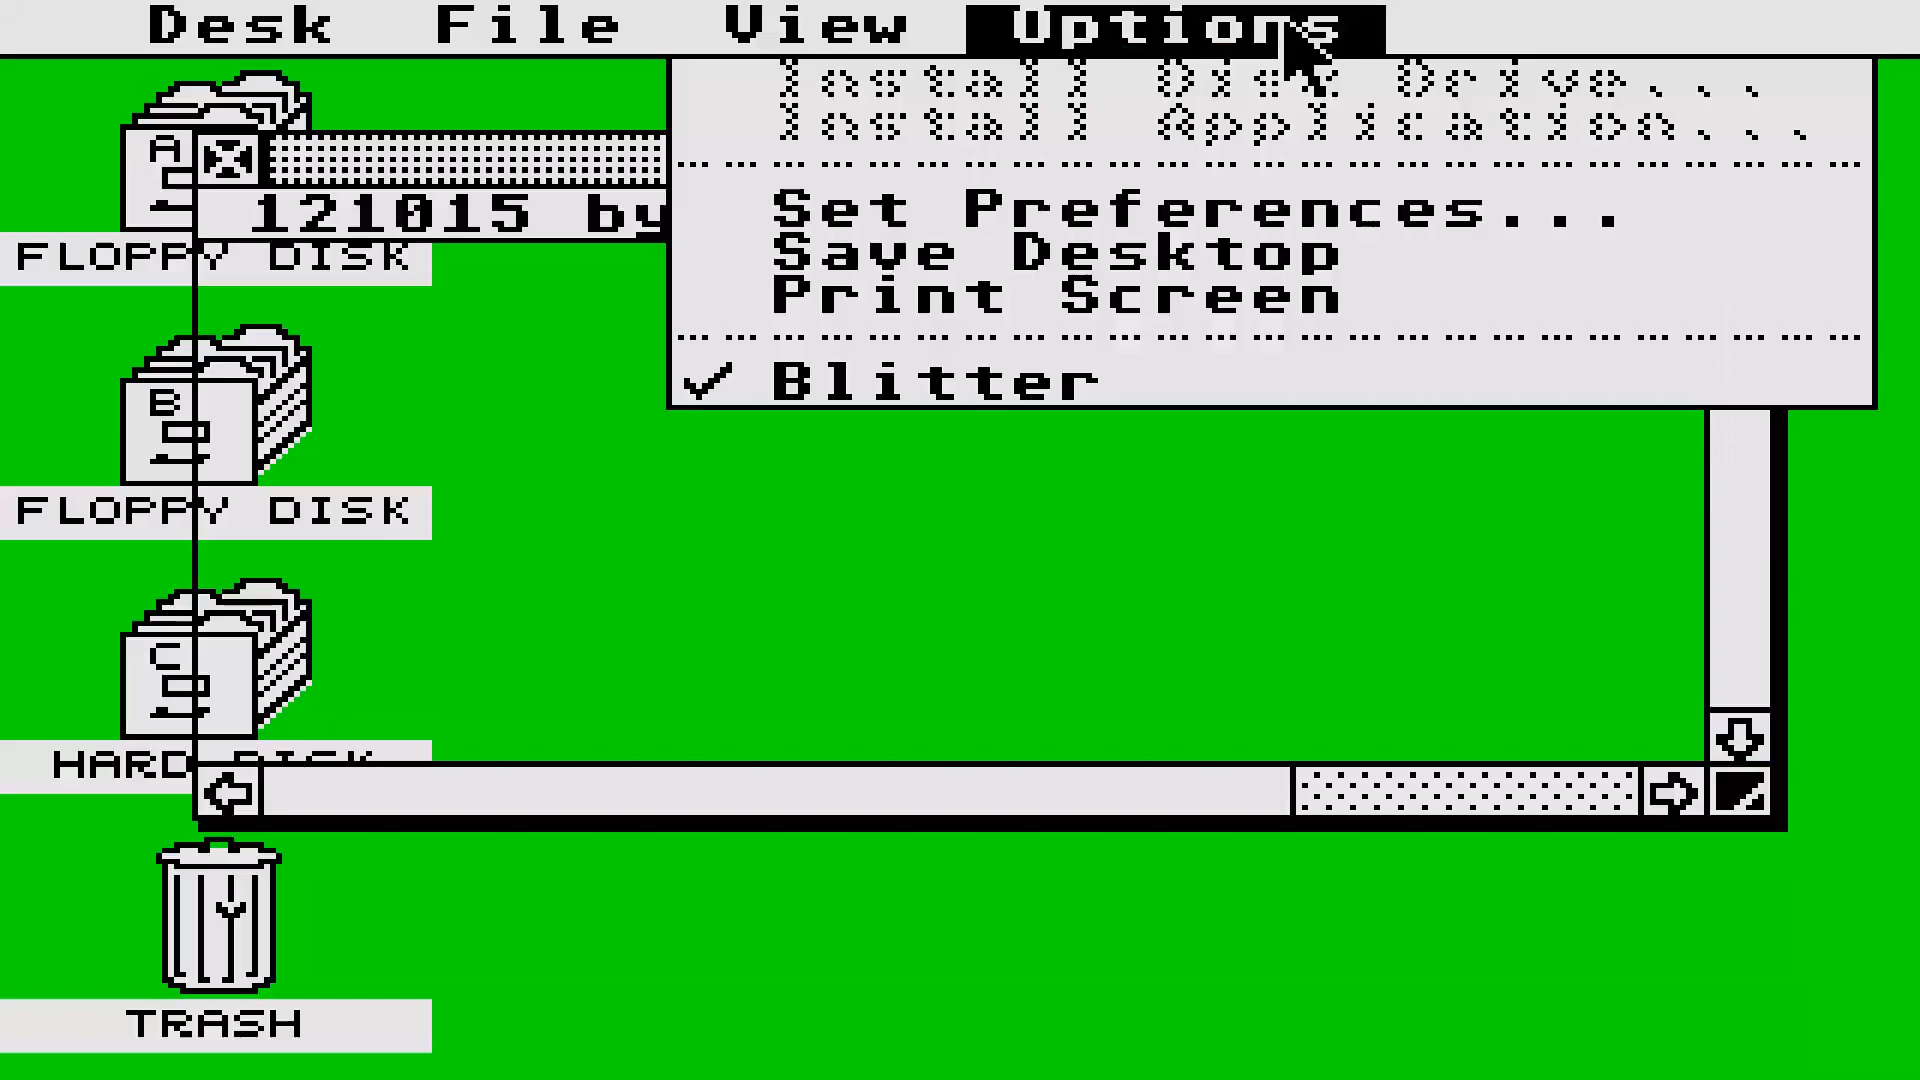 Desk File View Options
Install Disk Drive...
Install Application...
Set Preferences...
Save Desktop
Print Screen
✓ Blitter
A
121015 by
FLOPPY DISK
B
FLOPPY DISK
C
HARD DISK
TRASH